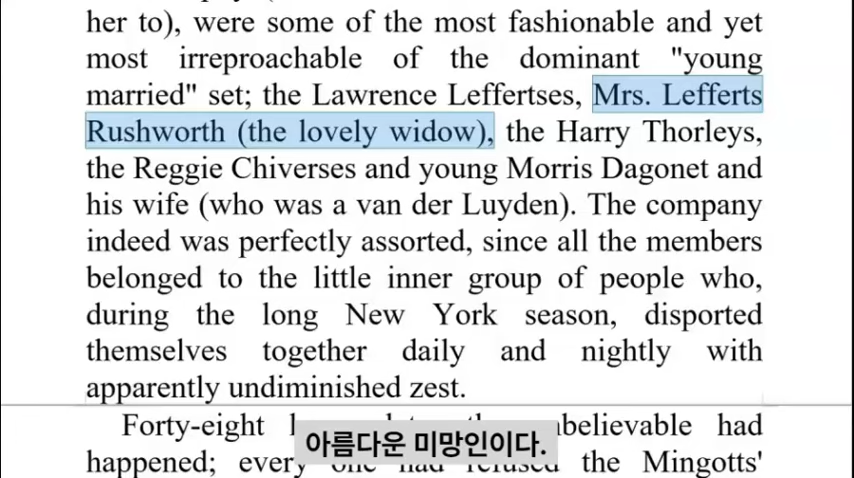 her to), were some of the most fashionable and yet
most irreproachable of the dominant "young
married" set; the Lawrence Leffertses, Mrs. Lefferts
Rushworth (the lovely widow), the Harry Thorleys,
the Reggie Chiverses and young Morris Dagonet and
his wife (who was a van der Luyden). The company
indeed was perfectly assorted, since all the members
belonged to the little inner group of people who,
during the long New York season, disported
themselves together daily and nightly with
apparently undiminished zest.
Forty-eight had
happened; every one had refused the Mingotts'
아름다운 미망인이다.